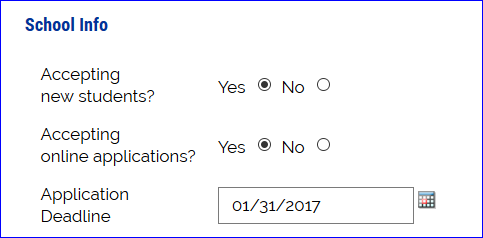 School Info
Accepting
new students?
Yes No
Accepting
online applications?
Yes No
Application
Deadline
01/31/2017